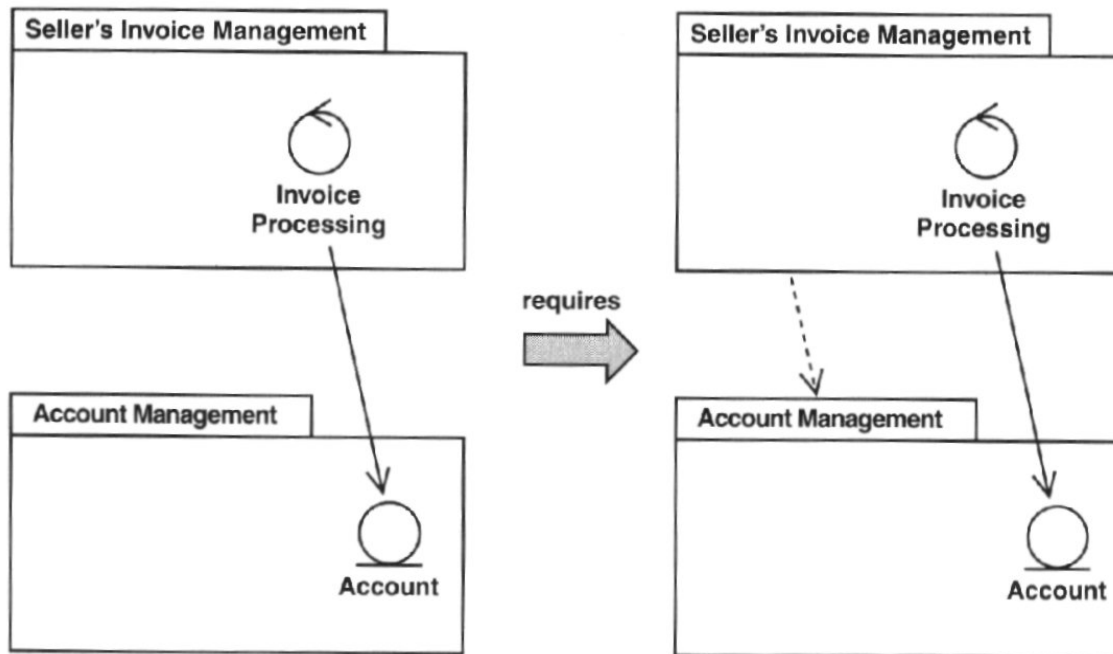 Seller's Invoice Management
Invoice
Processing
Account Management
Account
requires
Seller's Invoice Management
Invoice
Processing
Account Management
Account